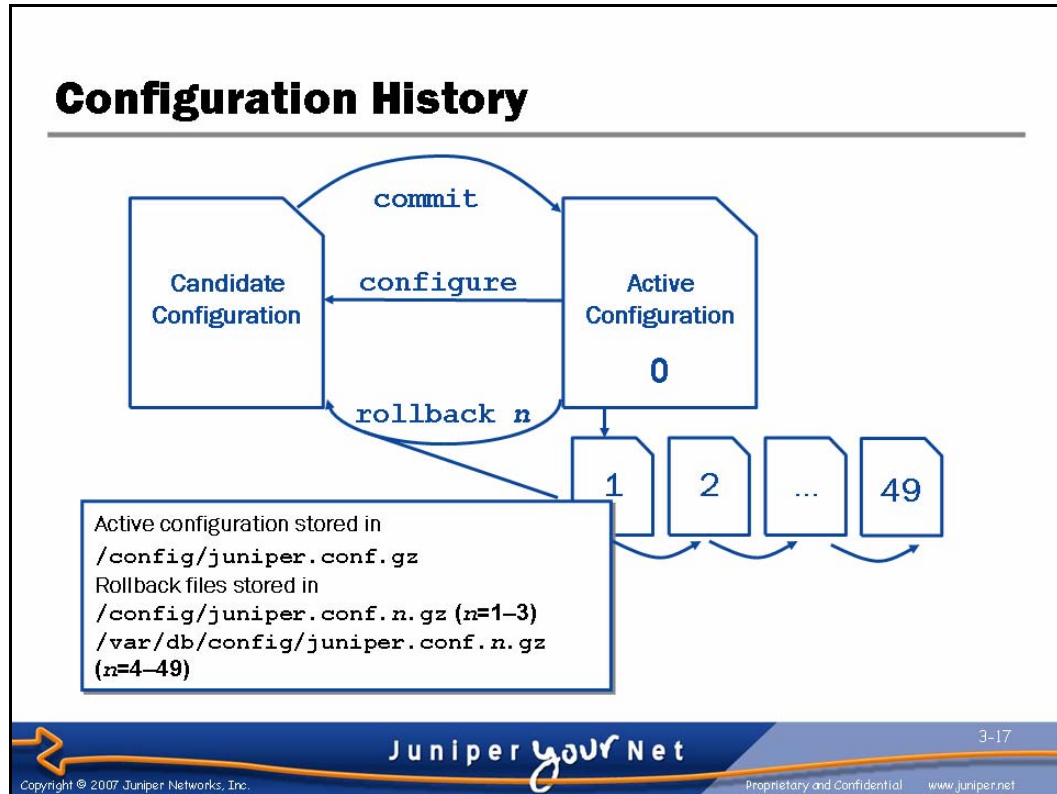 Configuration History
commit
Candidate
Configuration
configure
Active
Configuration
0
rollback n
1
2
...
49
Active configuration stored in
/config/juniper.conf.gz
Rollback files stored in
/config/juniper.conf.n.gz (n=1–3)
/var/db/config/juniper.conf.n.gz
(n=4–49)
3-17
Juniper your Net
Copyright © 2007 Juniper Networks, Inc.
Proprietary and Confidential
www.juniper.net